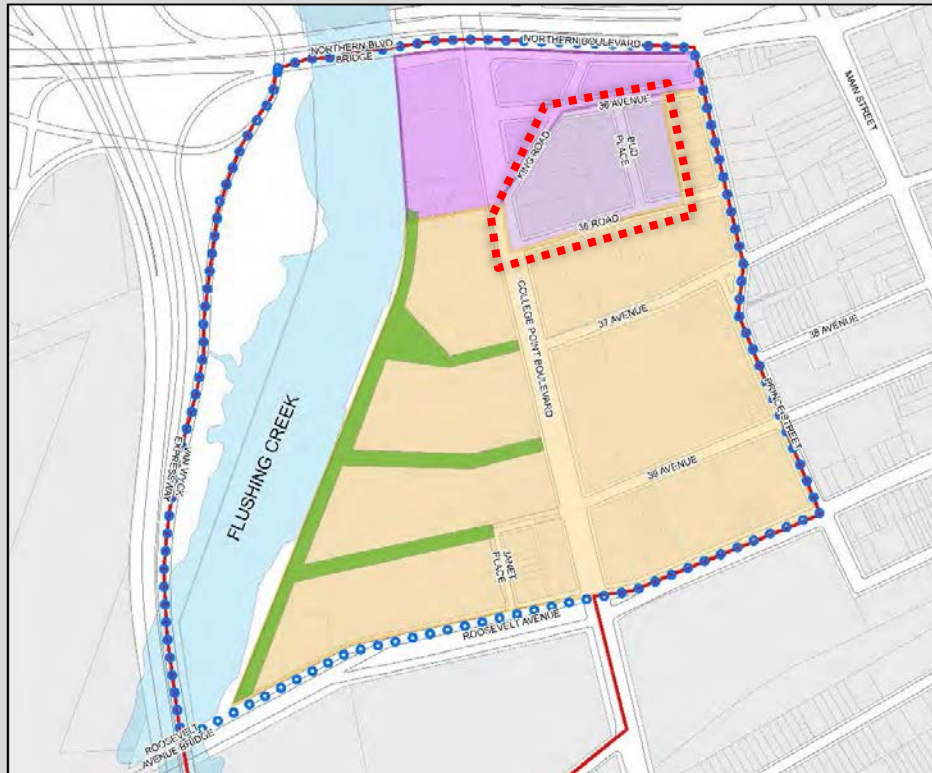 NORTHERN BLVD
BRIDGE
NORTHERN BOULEVARD
MAIN STREET
36 AVENUE
KING ROAD
BUD
PLACE
36 ROAD
COLLEGE POINT BOULEVARD
37 AVENUE
38 AVENUE
PRINCE STREET
FLUSHING CREEK
VAN WYCK
EXPRESSWAY
39 AVENUE
JANET
PLACE
ROOSEVELT AVENUE
ROOSEVELT
AVENUE BRIDGE